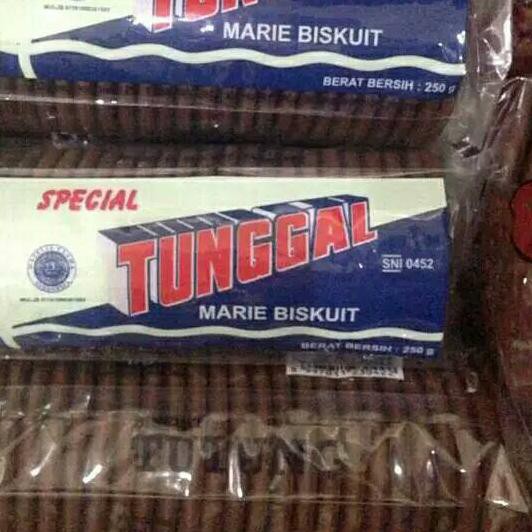 MARIE BISKUIT
BERAT BERSIH : 250 g
SPECIAL
TUNGGAL
SNI 0452
MARIE BISKUIT
BERAT BERSIH : 250 g